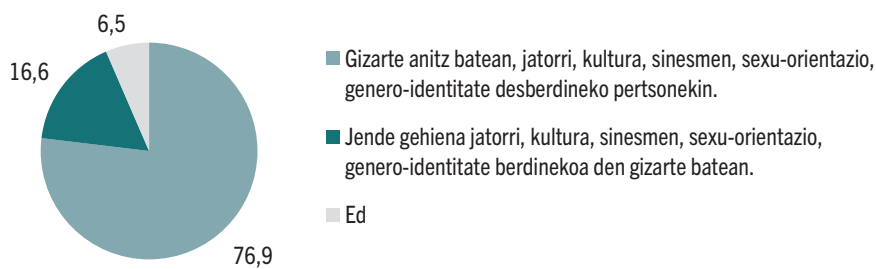 6,5
16,6
76,9
Gizarte anitz batean, jatorri, kultura, sinesmen, sexu-orientazio,
genero-identitate desberdineko pertsonekin.
Jende gehiena jatorri, kultura, sinesmen, sexu-orientazio,
genero-identitate berdinekoa den gizarte batean.
Ed